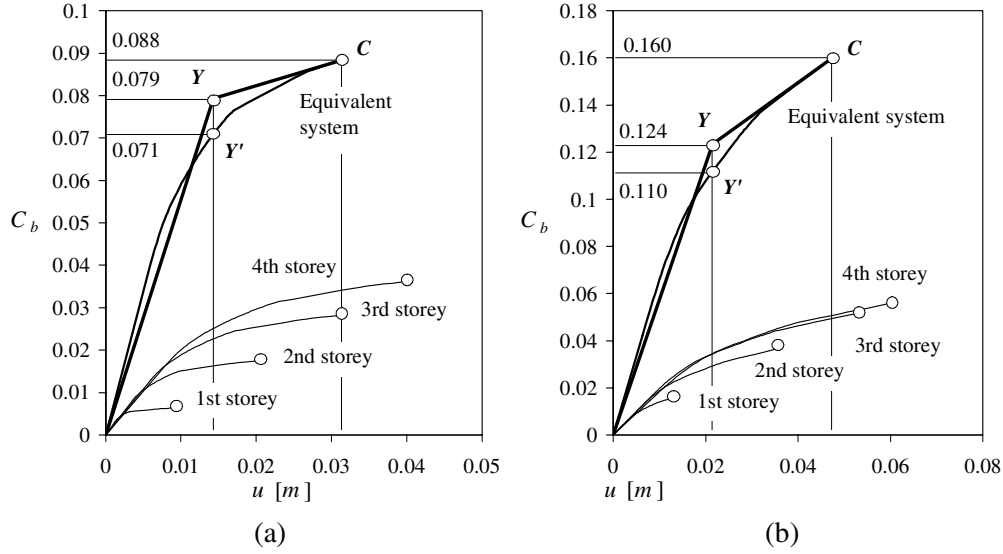 0.1
0.09
0.08
0.07
0.06
0.05
0.04
0.03
0.02
0.01
0
C b
0.088
0.079
0.071
Y
C
Y'
Equivalent
system
4th storey
3rd storey
2nd storey
1st storey
0 0.01 0.02 0.03 0.04 0.05
u [m]
(a)
0.18
0.16
0.14
0.12
0.1
0.08
0.06
0.04
0.02
0
C b
0.160
0.124
0.110
C
Y
Y'
Equivalent system
4th storey
3rd storey
2nd storey
1st storey
0 0.02 0.04 0.06 0.08
u [m]
(b)